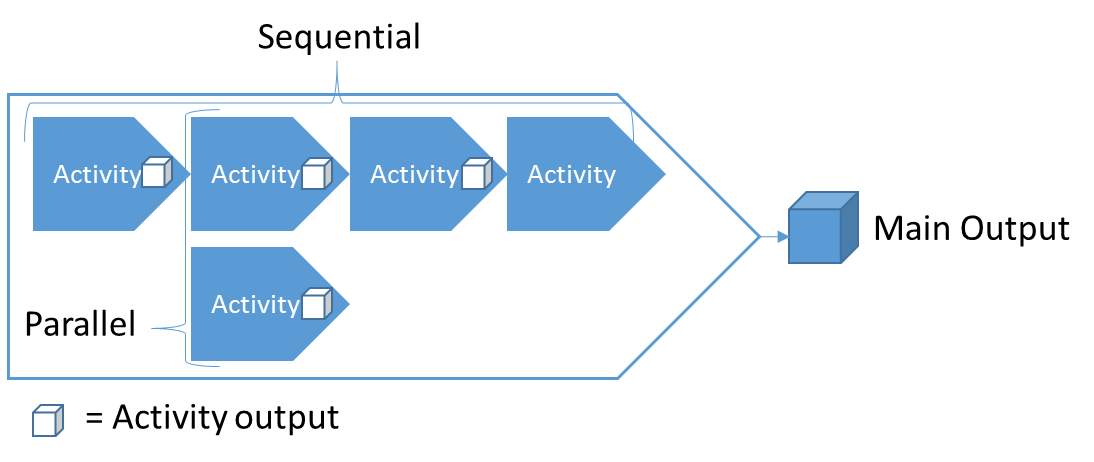 Sequential
Activity
Activity
Activity
Activity
Main Output
Activity
Parallel
= Activity output